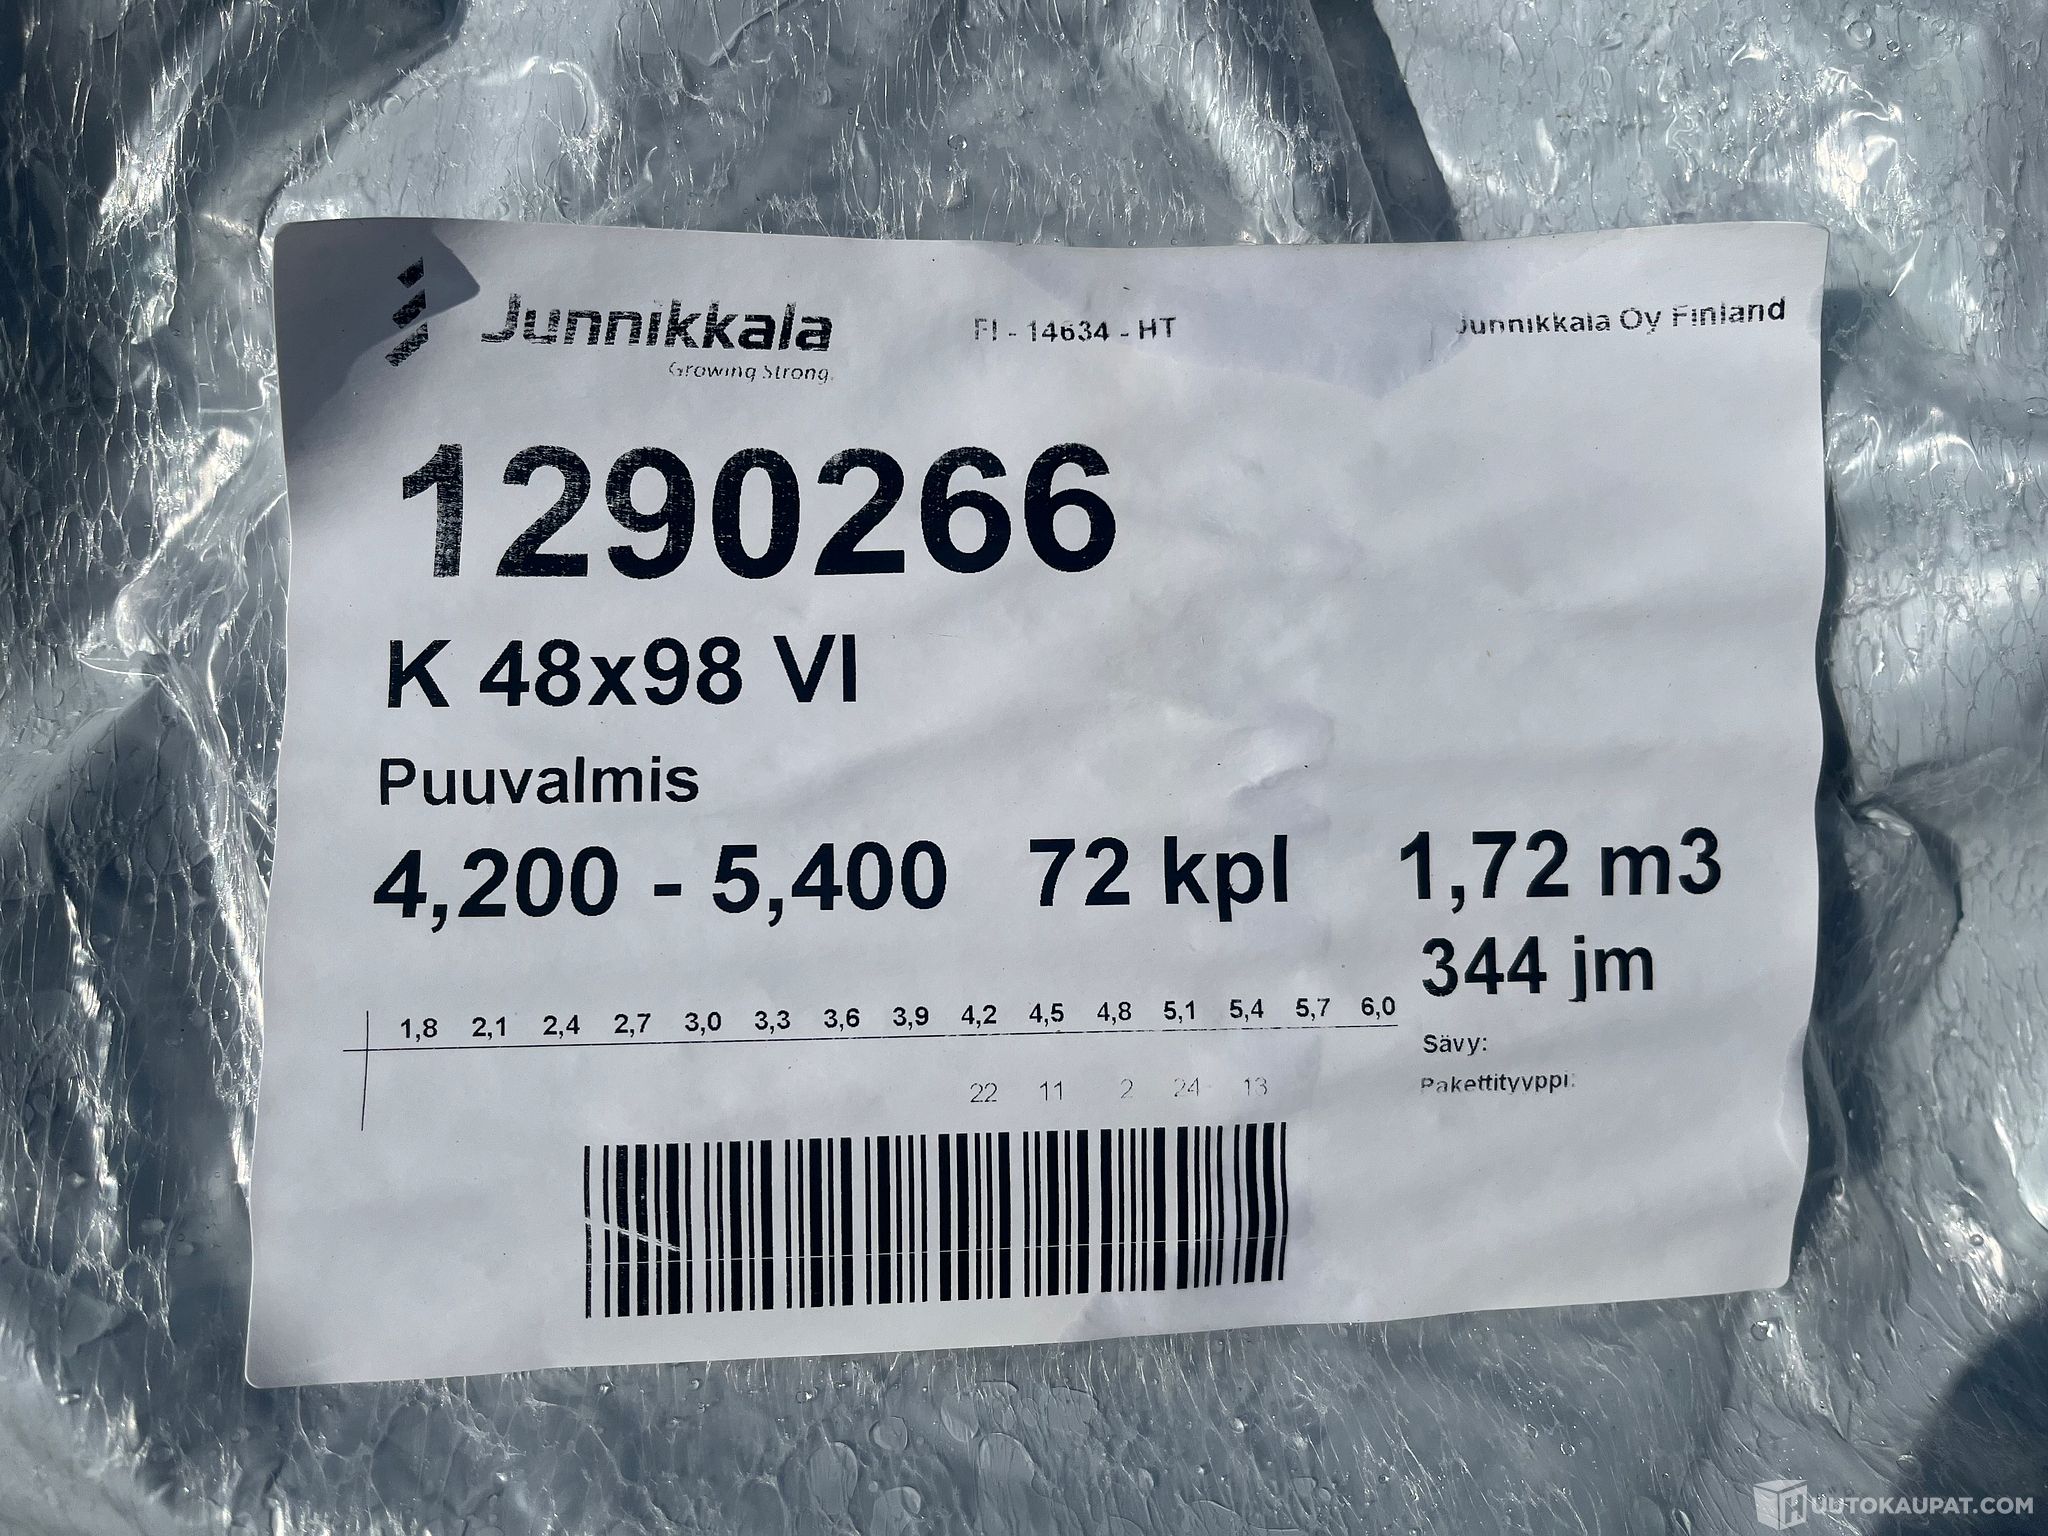 Junnikkala
Growing Strong.
FI - 14634 - HT
Junnikkala Oy Finland
1290266
K 48x98 VI
Puuvalmis
4,200 - 5,400 72 kpl 1,72 m3
344 jm
1,8 2,1 2,4 2,7 3,0 3,3 3,6 3,9 4,2 4,5 4,8 5,1 5,4 5,7 6,0
22 11 2 24 13
Sävy:
Pakettityyppi:
HUUTOKAUPAT.COM